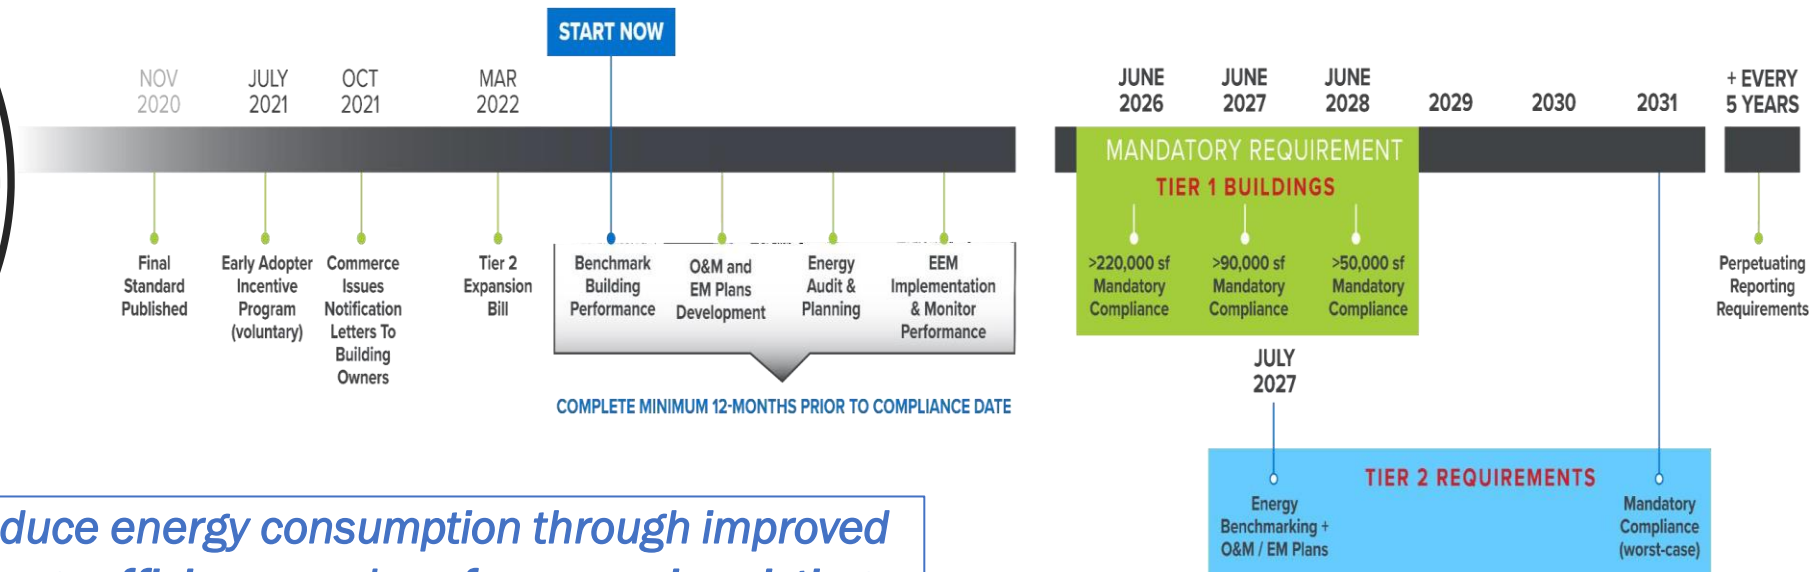 START NOW
NOV
2020
JULY
2021
OCT
2021
MAR
2022
JUNE
2026
JUNE
2027
JUNE
2028
2029
2030
2031
+ EVERY
5 YEARS
MANDATORY REQUIREMENT
TIER 1 BUILDINGS
Final
Standard
Published
Early Adopter
Incentive
Program
(voluntary)
Commerce
Issues
Notification
Letters To
Building
Owners
Tier 2
Expansion
Bill
Benchmark
Building
Performance
O&M and
EM Plans
Development
Energy
Audit &
Planning
EEM
Implementation
& Monitor
Performance
>220,000 sf
Mandatory
Compliance
>90,000 sf
Mandatory
Compliance
>50,000 sf
Mandatory
Compliance
Perpetuating
Reporting
Requirements
COMPLETE MINIMUM 12-MONTHS PRIOR TO COMPLIANCE DATE
JULY
2027
TIER 2 REQUIREMENTS
Energy
Benchmarking +
O&M / EM Plans
Mandatory
Compliance
(worst-case)
duce energy consumption through improved